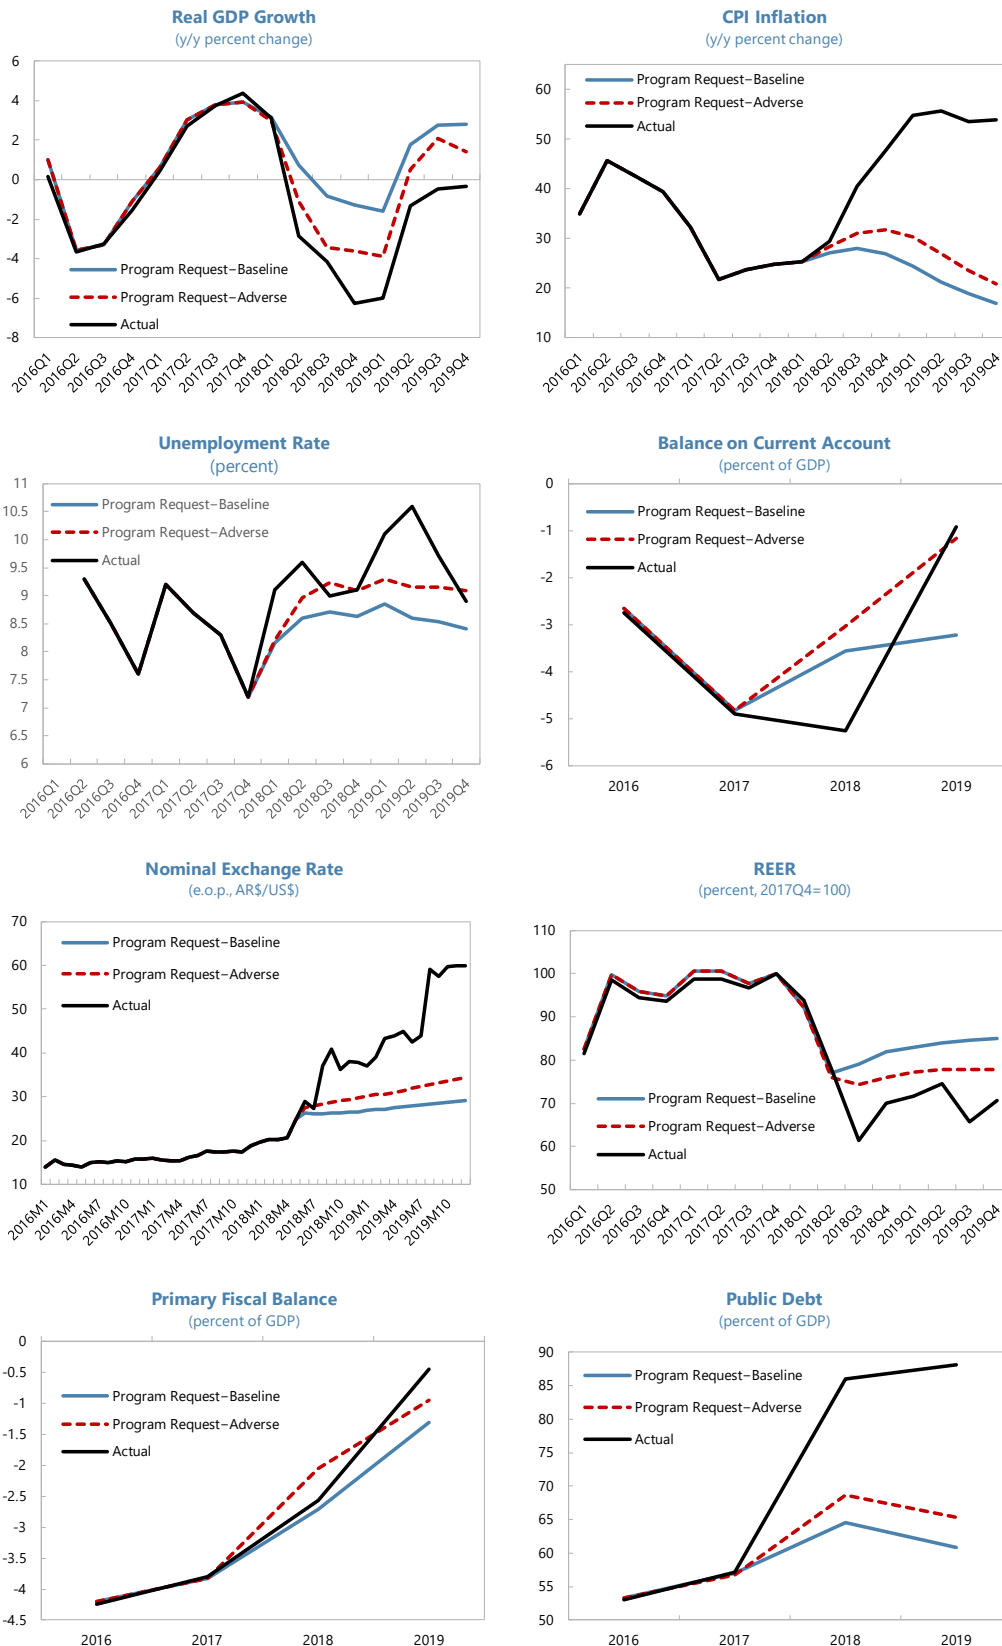 Real GDP Growth
(y/y percent change)
6
4
2
0
-2
-4
-6
-8
Program Request–Baseline
Program Request–Adverse
Actual
2016Q1
2016Q2
2016Q3
2016Q4
2017Q1
2017Q2
2017Q3
2017Q4
2018Q1
2018Q2
2018Q3
2018Q4
2019Q1
2019Q2
2019Q3
2019Q4
CPI Inflation
(y/y percent change)
60
50
40
30
20
10
Program Request–Baseline
Program Request–Adverse
Actual
2016Q1
2016Q2
2016Q3
2016Q4
2017Q1
2017Q2
2017Q3
2017Q4
2018Q1
2018Q2
2018Q3
2018Q4
2019Q1
2019Q2
2019Q3
2019Q4
Unemployment Rate
(percent)
11
10.5
10
9.5
9
8.5
8
7.5
7
6.5
6
Program Request–Baseline
Program Request–Adverse
Actual
2016Q1
2016Q2
2016Q3
2016Q4
2017Q1
2017Q2
2017Q3
2017Q4
2018Q1
2018Q2
2018Q3
2018Q4
2019Q1
2019Q2
2019Q3
2019Q4
Balance on Current Account
(percent of GDP)
0
-1
-2
-3
-4
-5
-6
Program Request–Baseline
Program Request–Adverse
Actual
2016 2017 2018 2019
Nominal Exchange Rate
(e.o.p., AR$/US$)
70
60
50
40
30
20
10
Program Request–Baseline
Program Request–Adverse
Actual
2016M1
2016M4
2016M7
2016M10
2017M1
2017M4
2017M7
2017M10
2018M1
2018M4
2018M7
2018M10
2019M1
2019M4
2019M7
2019M10
REER
(percent, 2017Q4=100)
110
100
90
80
70
60
50
Program Request–Baseline
Program Request–Adverse
Actual
2016Q1
2016Q2
2016Q3
2016Q4
2017Q1
2017Q2
2017Q3
2017Q4
2018Q1
2018Q2
2018Q3
2018Q4
2019Q1
2019Q2
2019Q3
2019Q4
Primary Fiscal Balance
(percent of GDP)
0
-0.5
-1
-1.5
-2
-2.5
-3
-3.5
-4
-4.5
Program Request–Baseline
Program Request–Adverse
Actual
2016 2017 2018 2019
Public Debt
(percent of GDP)
90
85
80
75
70
65
60
55
50
Program Request–Baseline
Program Request–Adverse
Actual
2016 2017 2018 2019